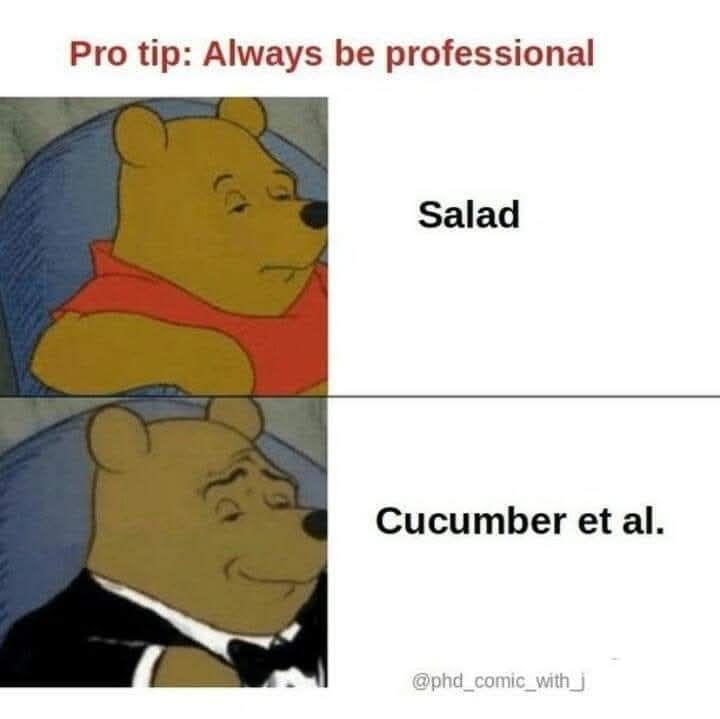 Pro tip: Always be professional
Salad
Cucumber et al.
@phd_comic_with_j